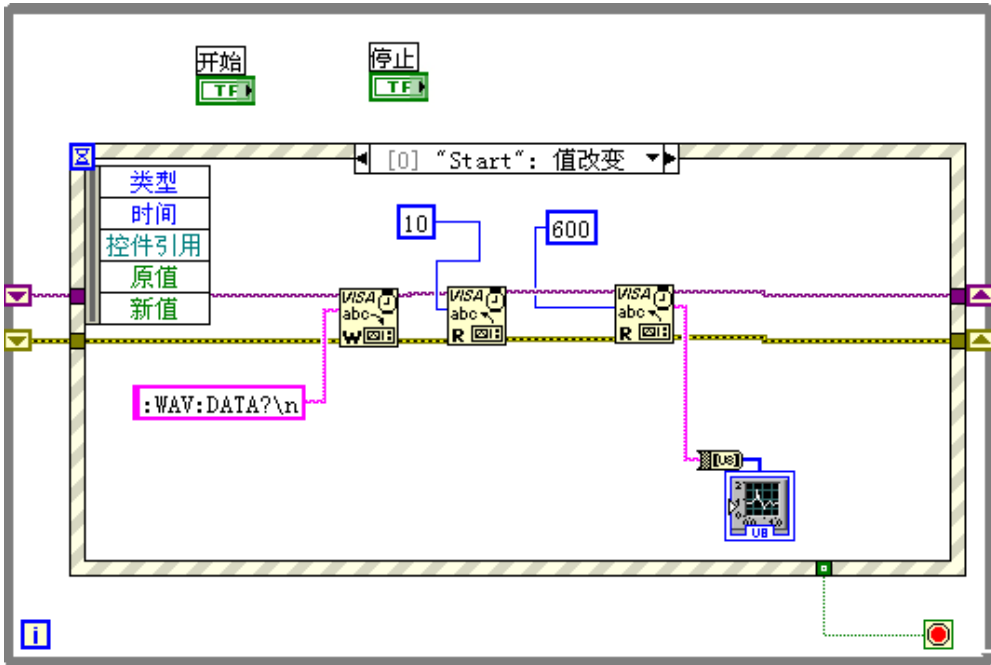 开始
停止
TF
TF
[0] "Start": 值改变
类型
时间
控件引用
原值
新值
10
600
VISA
abc
W
VISA
abc
R
VISA
abc
R
:WAV:DATA?\n
[U8]
U8
i